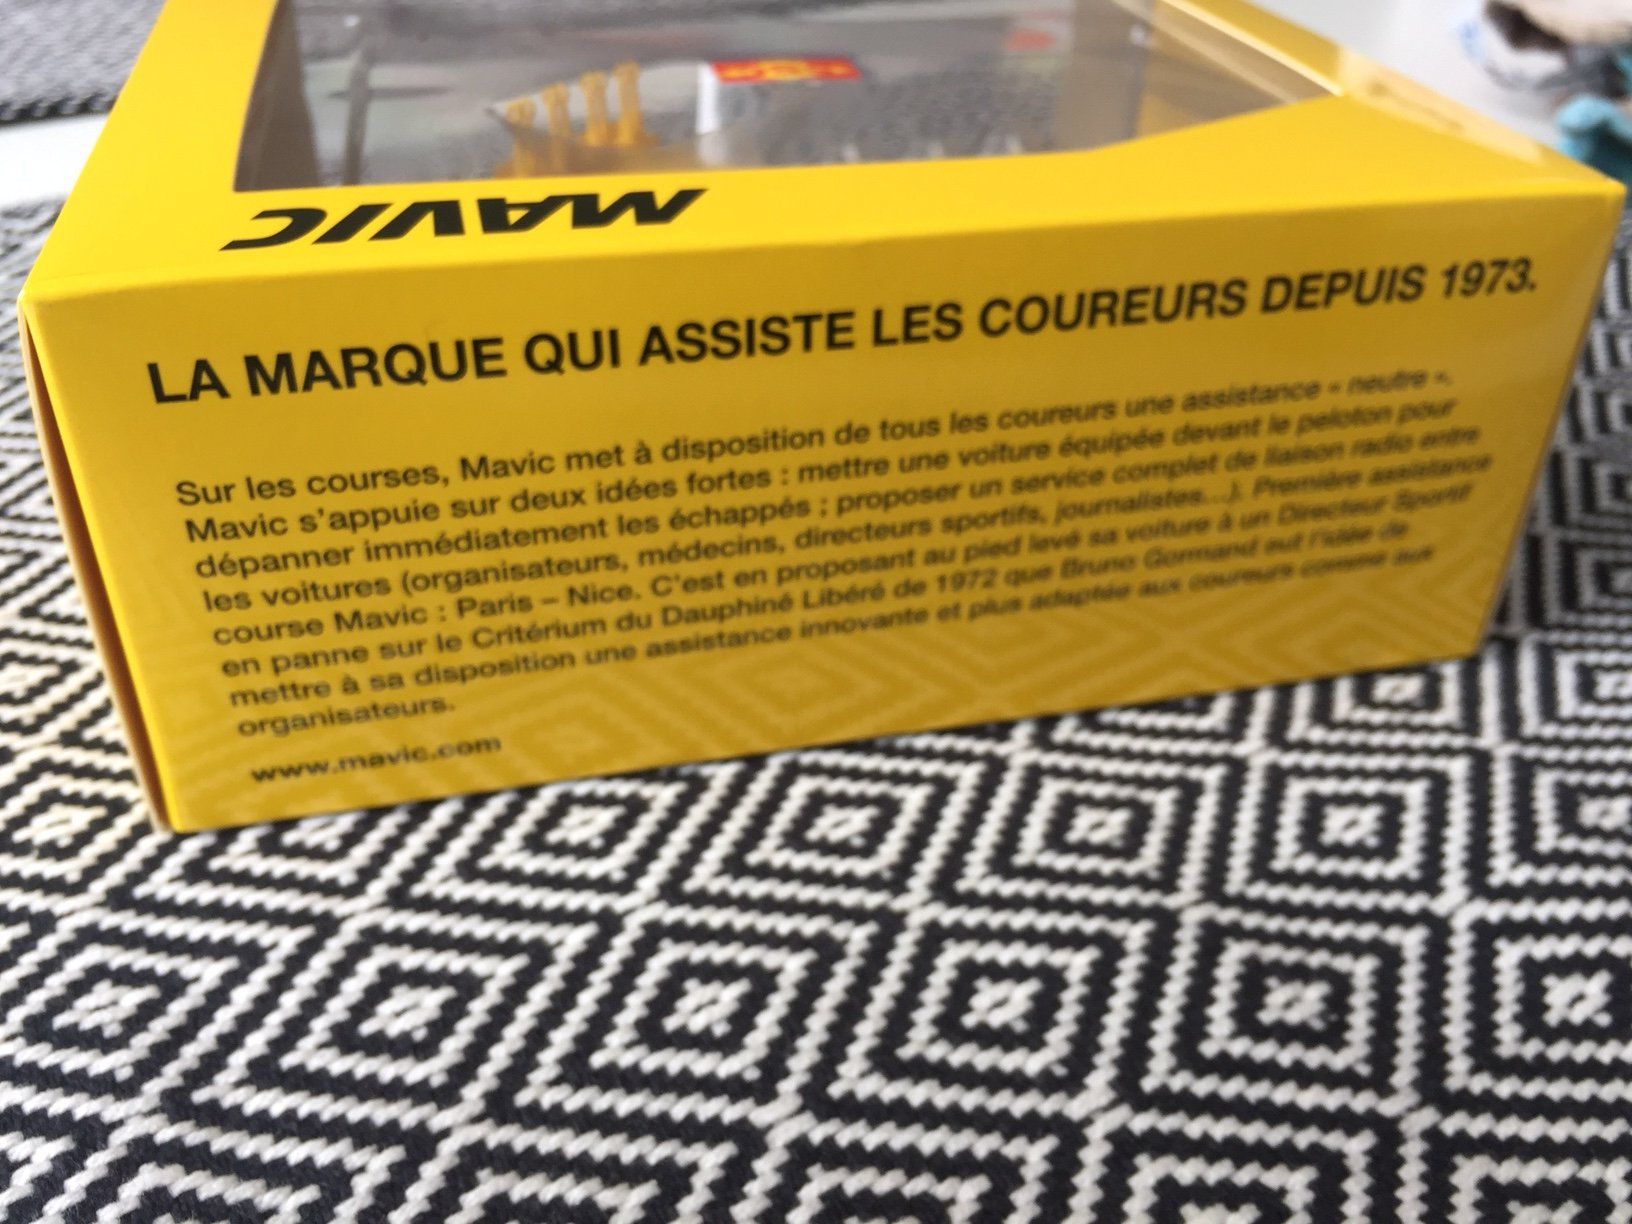 MAVIC
LA MARQUE QUI ASSISTE LES COUREURS DEPUIS 1973.
Sur les courses, Mavic met à disposition de tous les coureurs une assistance « neutre ».
Mavic s'appuie sur deux idées fortes : mettre une voiture équipée devant le peloton pour
dépanner immédiatement les échappés ; proposer un service complet de liaison radio entre
les voitures (organisateurs, médecins, directeurs sportifs, journalistes...). Première assistance
course Mavic : Paris – Nice. C'est en proposant au pied levé sa voiture à un Directeur Sportif
en panne sur le Critérium du Dauphiné Libéré de 1972 que Bruno Gormand eut l'idée de
mettre à sa disposition une assistance innovante et plus adaptée aux coureurs comme aux
organisateurs.
www.mavic.com